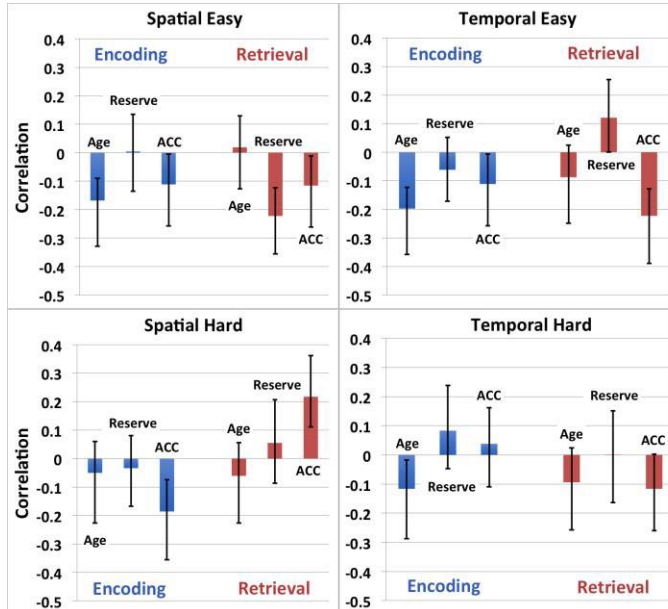 Spatial Easy
Encoding Retrieval
Correlation
0.4
0.3
0.2
0.1
0
-0.1
-0.2
-0.3
-0.4
-0.5
Age
Reserve
ACC
Age
Reserve
ACC
Temporal Easy
Encoding Retrieval
0.4
0.3
0.2
0.1
0
-0.1
-0.2
-0.3
-0.4
-0.5
Age
Reserve
ACC
Age
Reserve
ACC
Spatial Hard
Correlation
0.4
0.3
0.2
0.1
0
-0.1
-0.2
-0.3
-0.4
-0.5
Age
Reserve
ACC
Age
Reserve
ACC
Encoding Retrieval
Temporal Hard
0.4
0.3
0.2
0.1
0
-0.1
-0.2
-0.3
-0.4
-0.5
Age
Reserve
ACC
Age
Reserve
ACC
Encoding Retrieval